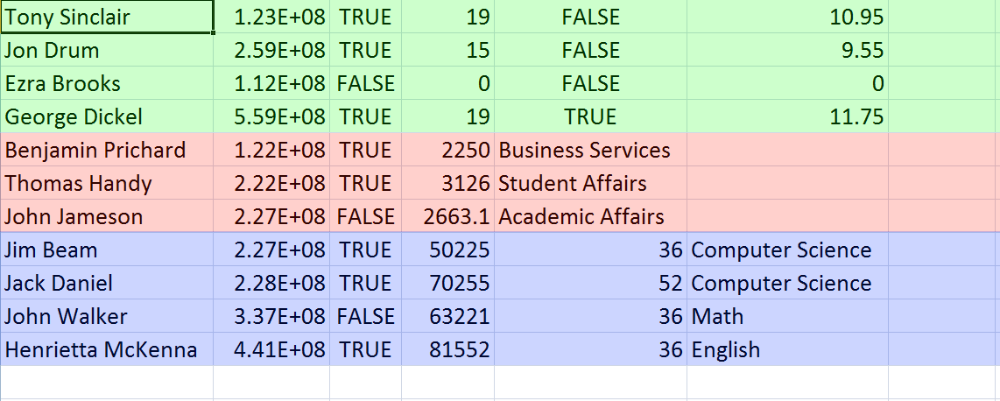 Tony Sinclair 1.23E+08 TRUE 19 FALSE 10.95
Jon Drum 2.59E+08 TRUE 15 FALSE 9.55
Ezra Brooks 1.12E+08 FALSE 0 FALSE 0
George Dickel 5.59E+08 TRUE 19 TRUE 11.75
Benjamin Prichard 1.22E+08 TRUE 2250 Business Services
Thomas Handy 2.22E+08 TRUE 3126 Student Affairs
John Jameson 2.27E+08 FALSE 2663.1 Academic Affairs
Jim Beam 2.27E+08 TRUE 50225 36 Computer Science
Jack Daniel 2.28E+08 TRUE 70255 52 Computer Science
John Walker 3.37E+08 FALSE 63221 36 Math
Henrietta McKenna 4.41E+08 TRUE 81552 36 English